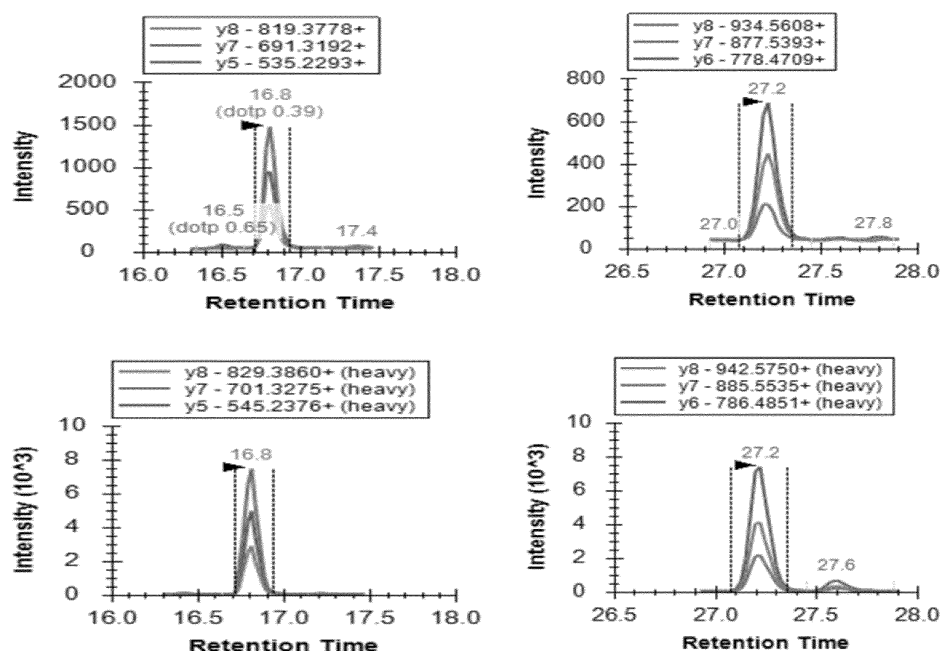 y8 - 819.3778+
y7 - 691.3192+
y5 - 535.2293+
2000
1500
1000
500
0
Intensity
16.8
(dotp 0.39)
16.5
(dotp 0.65)
17.4
16.0 16.5 17.0 17.5 18.0
Retention Time
y8 - 934.5608+
y7 - 877.5393+
y6 - 778.4709+
800
600
400
200
0
Intensity
27.2
27.0
27.8
26.5 27.0 27.5 28.0
Retention Time
y8 - 829.3860+ (heavy)
y7 - 701.3275+ (heavy)
y5 - 545.2376+ (heavy)
10
8
6
4
2
0
Intensity (10^3)
16.8
16.0 16.5 17.0 17.5 18.0
Retention Time
y8 - 942.5750+ (heavy)
y7 - 885.5535+ (heavy)
y6 - 786.4851+ (heavy)
10
8
6
4
2
0
Intensity (10^3)
27.2
27.6
26.5 27.0 27.5 28.0
Retention Time